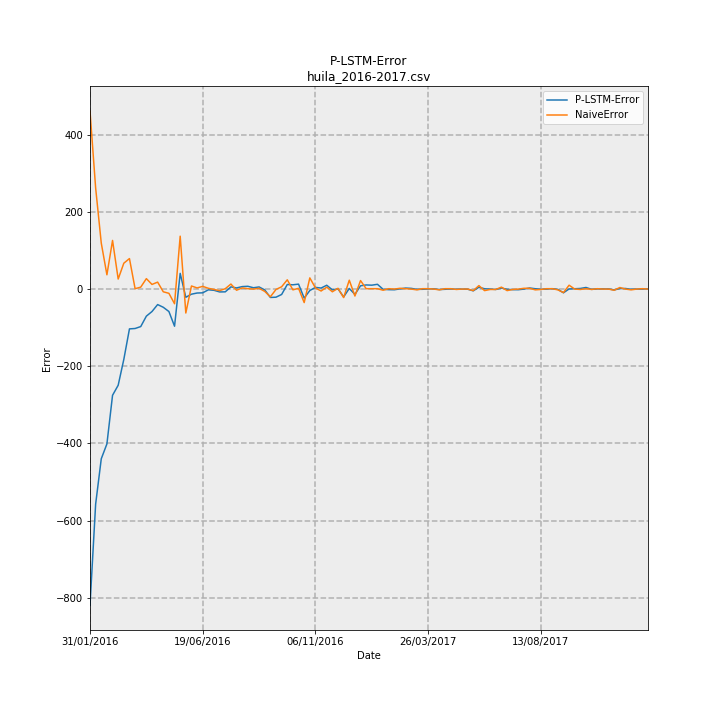 P-LSTM-Error
huila_2016-2017.csv
P-LSTM-Error
NaiveError
400
200
0
−200
−400
−600
−800
Error
31/01/2016 19/06/2016 06/11/2016 26/03/2017 13/08/2017
Date